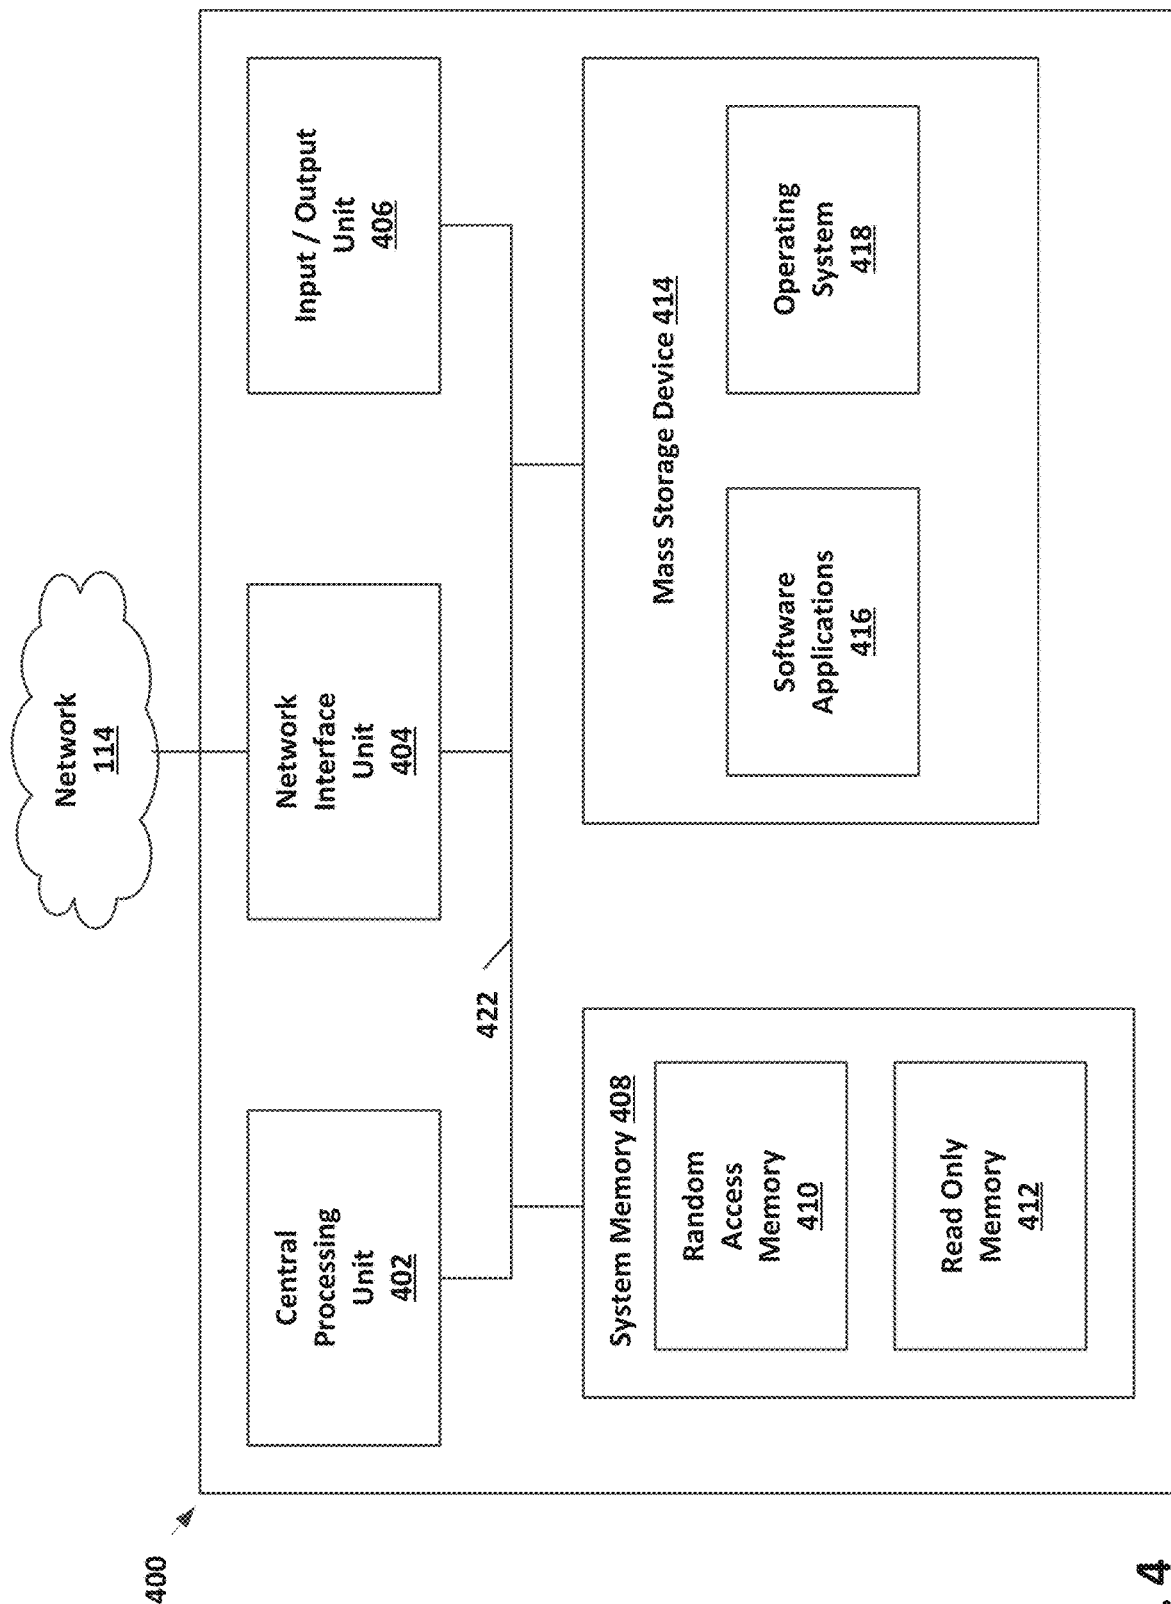 400
Network
114
Central
Processing
Unit
402
Network
Interface
Unit
404
Input / Output
Unit
406
422
System Memory 408
Random
Access
Memory
410
Read Only
Memory
412
Mass Storage Device 414
Software
Applications
416
Operating
System
418
. 4